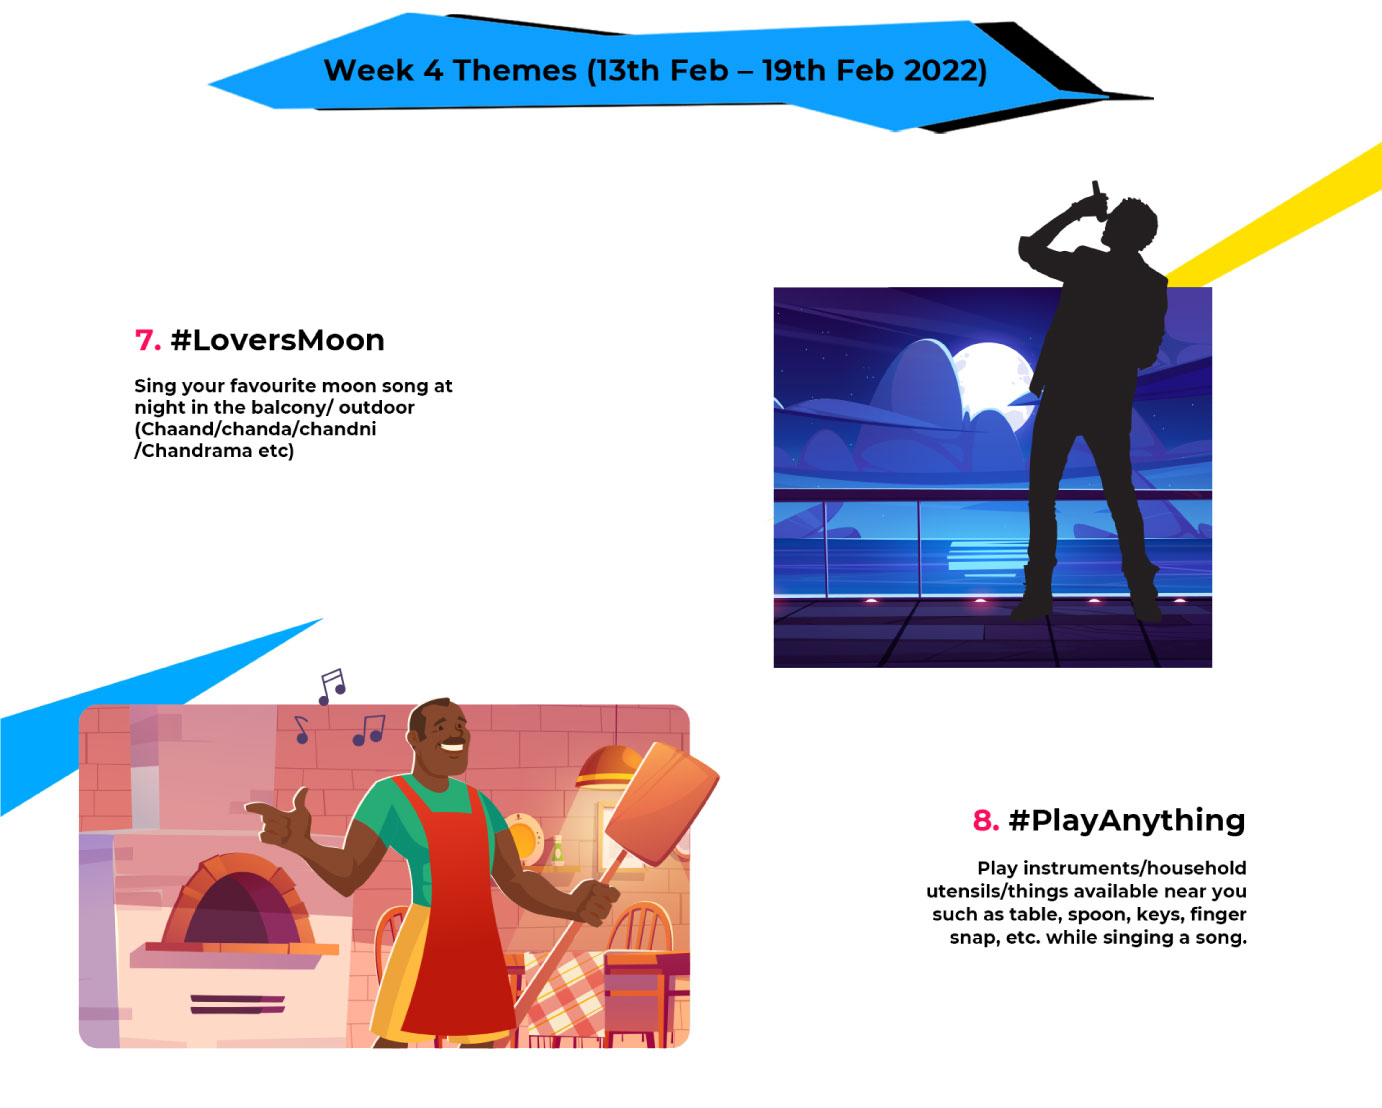 Week 4 Themes (13th Feb – 19th Feb 2022)
7. #LoversMoon
Sing your favourite moon song at
night in the balcony/ outdoor
(Chaand/chanda/chandni
/Chandrama etc)
8. #PlayAnything
Play instruments/household
utensils/things available near you
such as table, spoon, keys, finger
snap, etc. while singing a song.